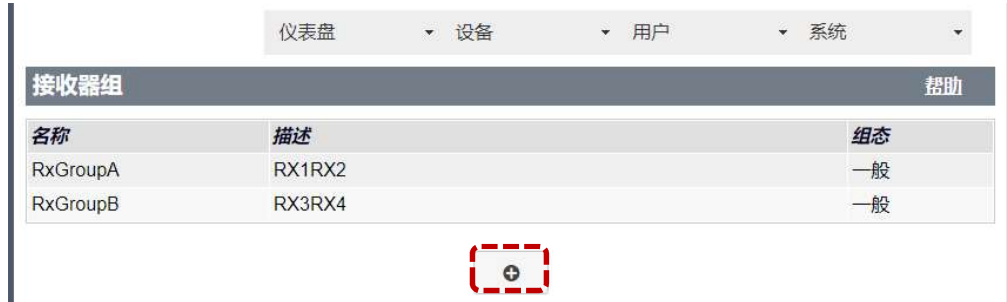 仪表盘 设备 用户 系统
接收器组 帮助
名称 描述 组态
RxGroupA RX1RX2 一般
RxGroupB RX3RX4 一般